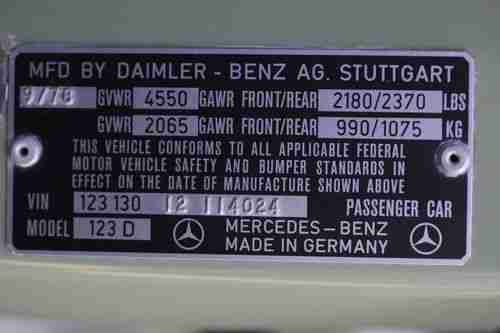 MFD BY DAIMLER - BENZ AG. STUTTGART
9/78 GVWR 4550 GAWR FRONT/REAR 2180/2370 LBS
GVWR 2065 GAWR FRONT/REAR 990/1075 KG
THIS VEHICLE CONFORMS TO ALL APPLICABLE FEDERAL
MOTOR VEHICLE SAFETY AND BUMPER STANDARDS IN
EFFECT ON THE DATE OF MANUFACTURE SHOWN ABOVE
VIN 123 130 12 114024 PASSENGER CAR
MODEL 123 D MERCEDES-BENZ
MADE IN GERMANY